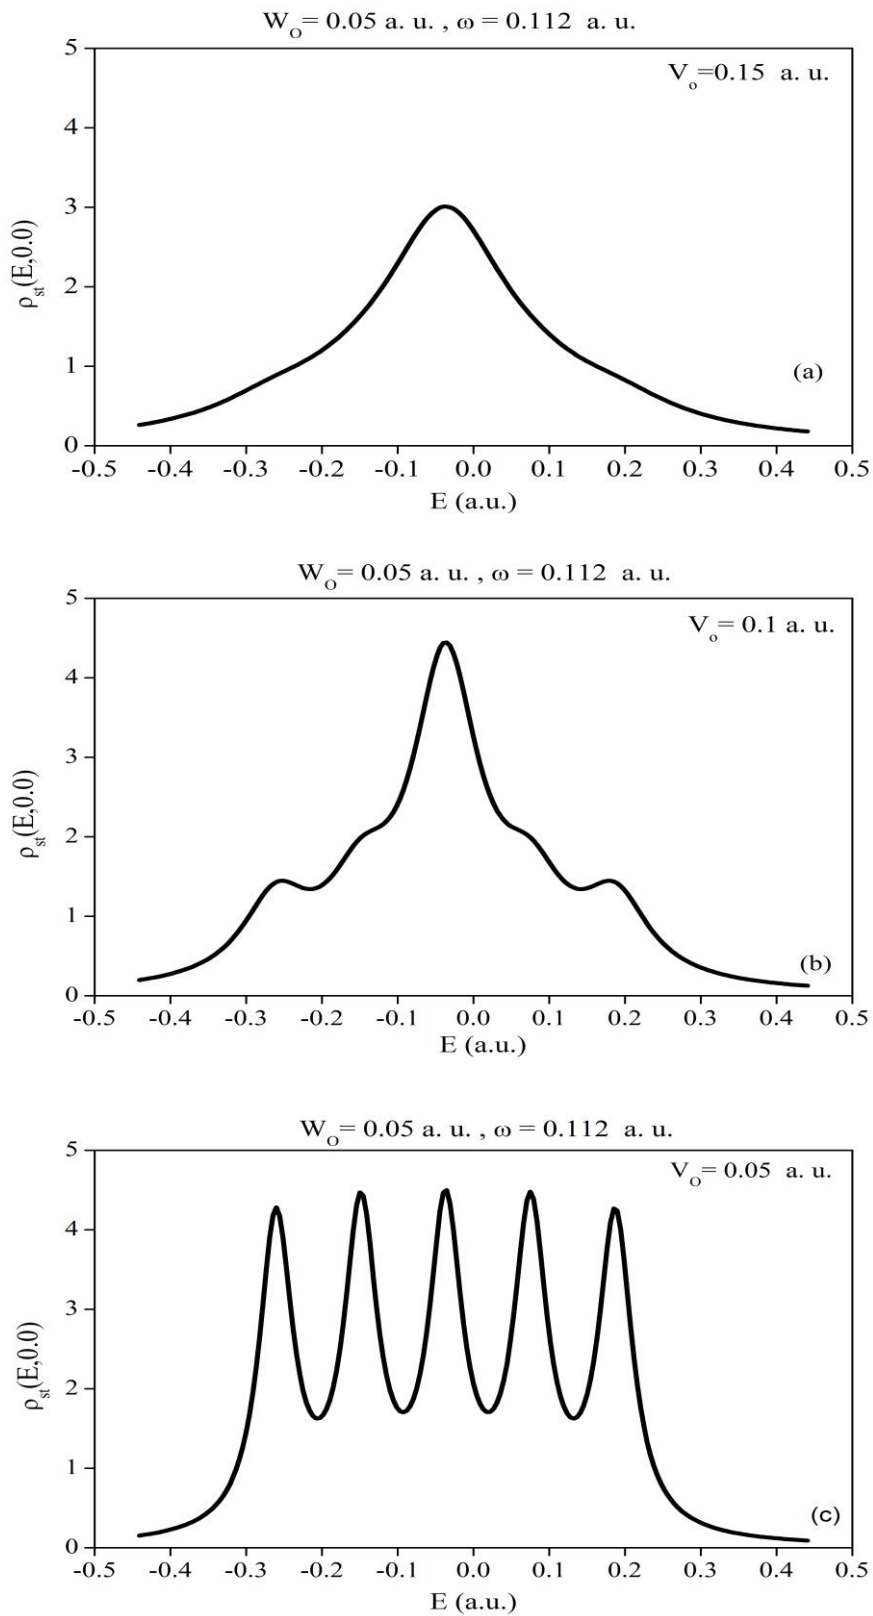 W_O= 0.05 a. u. , ω = 0.112 a. u.
V_o=0.15 a. u.
5
4
3
2
1
0
ρ_st(E,0.0)
(a)
-0.5 -0.4 -0.3 -0.2 -0.1 0.0 0.1 0.2 0.3 0.4 0.5
E (a.u.)
W_O= 0.05 a. u. , ω = 0.112 a. u.
V_o= 0.1 a. u.
5
4
3
2
1
0
ρ_st(E,0.0)
(b)
-0.5 -0.4 -0.3 -0.2 -0.1 0.0 0.1 0.2 0.3 0.4 0.5
E (a.u.)
W_O= 0.05 a. u. , ω = 0.112 a. u.
V_O= 0.05 a. u.
5
4
3
2
1
0
ρ_st(E,0.0)
(c)
-0.5 -0.4 -0.3 -0.2 -0.1 0.0 0.1 0.2 0.3 0.4 0.5
E (a.u.)